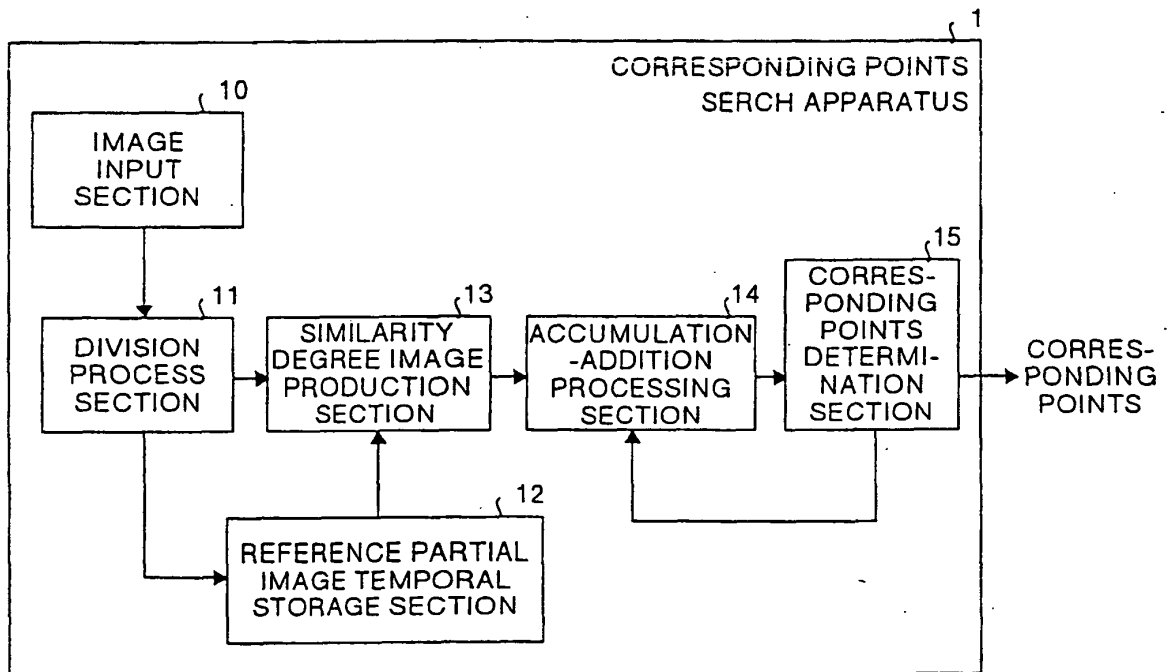 1
CORRESPONDING POINTS
SERCH APPARATUS
10
IMAGE
INPUT
SECTION
11
DIVISION
PROCESS
SECTION
13
SIMILARITY
DEGREE IMAGE
PRODUCTION
SECTION
14
ACCUMULATION
-ADDITION
PROCESSING
SECTION
15
CORRES-
PONDING
POINTS
DETERMI-
NATION
SECTION
CORRES-
PONDING
POINTS
12
REFERENCE PARTIAL
IMAGE TEMPORAL
STORAGE SECTION